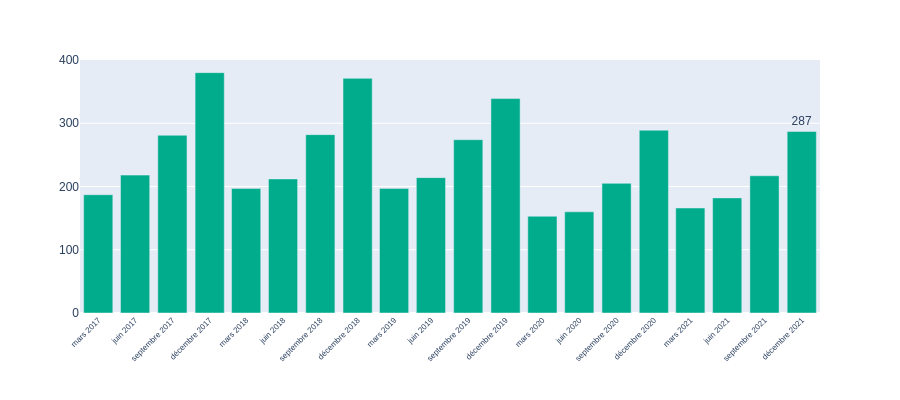 400
300
200
100
0
287
mars 2017
juin 2017
septembre 2017
décembre 2017
mars 2018
juin 2018
septembre 2018
décembre 2018
mars 2019
juin 2019
septembre 2019
décembre 2019
mars 2020
juin 2020
septembre 2020
décembre 2020
mars 2021
juin 2021
septembre 2021
décembre 2021